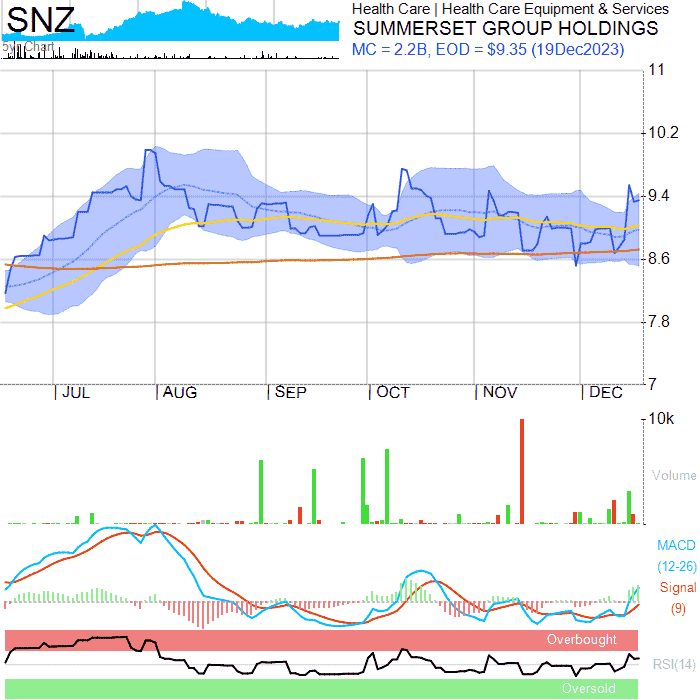 SNZ
Health Care | Health Care Equipment & Services
SUMMERSET GROUP HOLDINGS
MC = 2.2B, EOD = $9.35 (19Dec2023)
5yr Chart
11
10.2
9.4
8.6
7.8
7
JUL
AUG
SEP
OCT
NOV
DEC
10k
Volume
MACD
(12-26)
Signal
(9)
Overbought
RSI(14)
Oversold